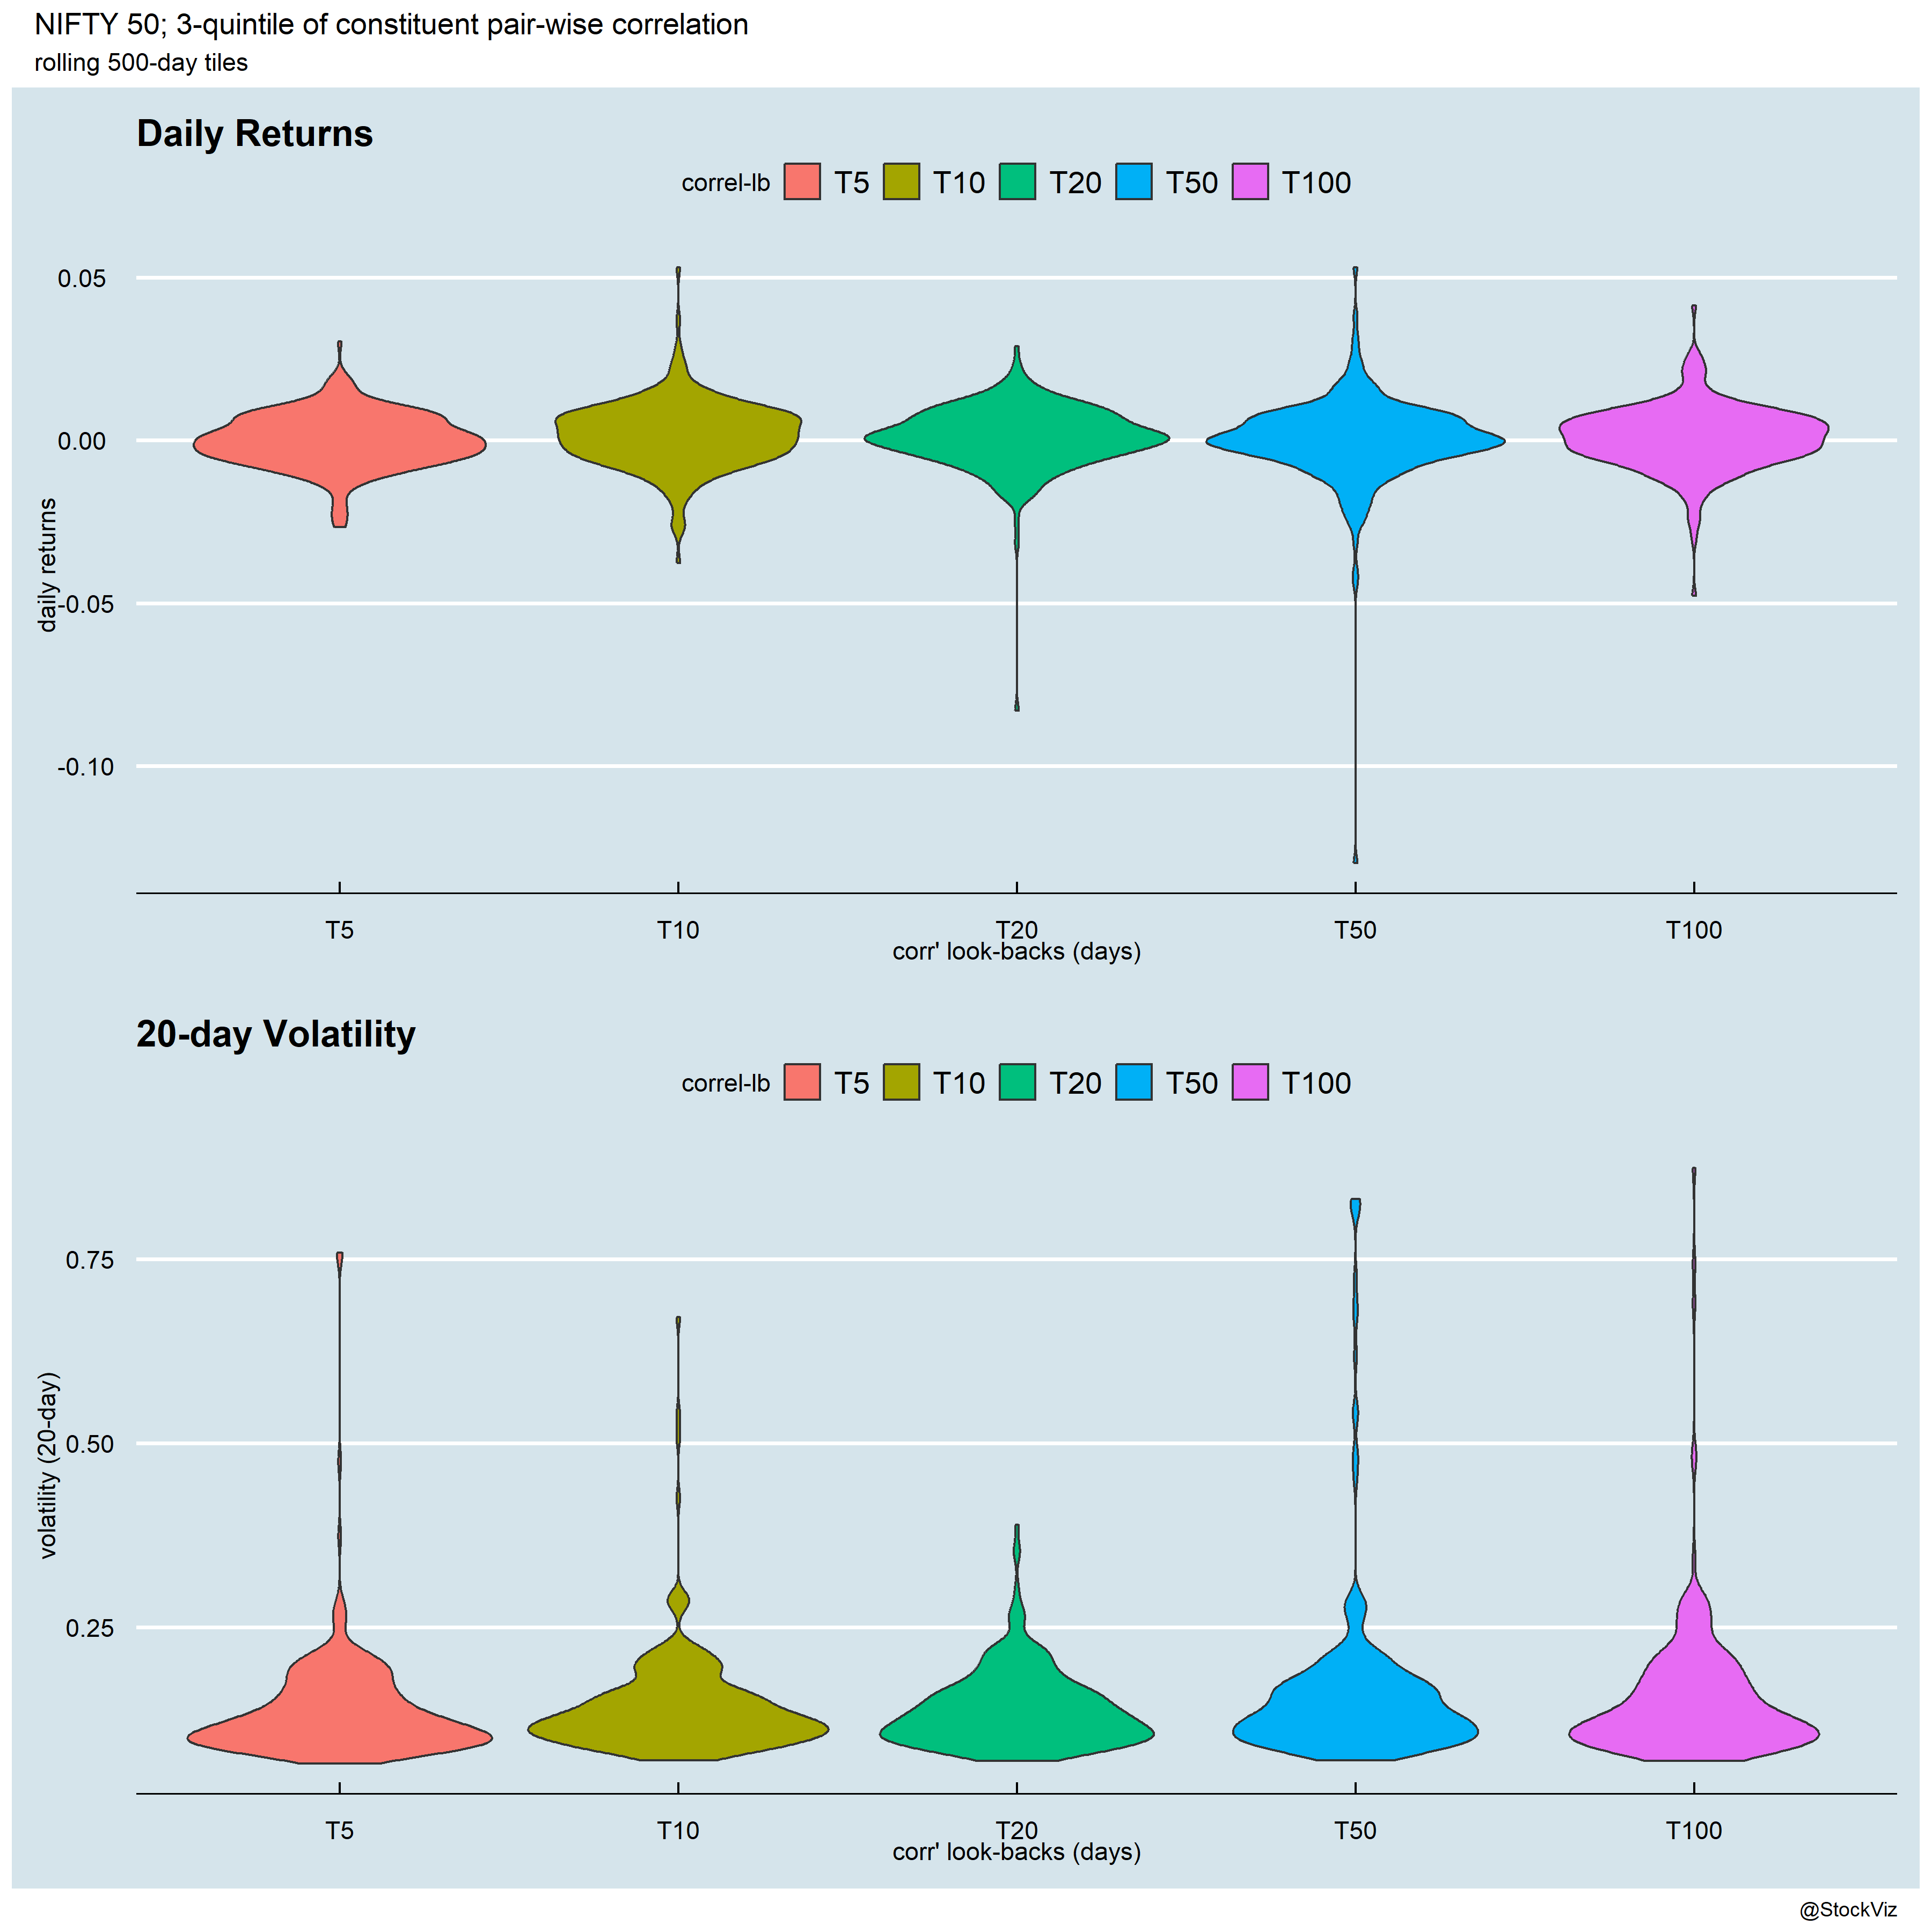 NIFTY 50; 3-quintile of constituent pair-wise correlation
rolling 500-day tiles
Daily Returns
correl-lb T5 T10 T20 T50 T100
0.05
0.00
-0.05
-0.10
daily returns
T5 T10 T20 T50 T100
corr' look-backs (days)
20-day Volatility
correl-lb T5 T10 T20 T50 T100
0.75
0.50
0.25
volatility (20-day)
T5 T10 T20 T50 T100
corr' look-backs (days)
@StockViz